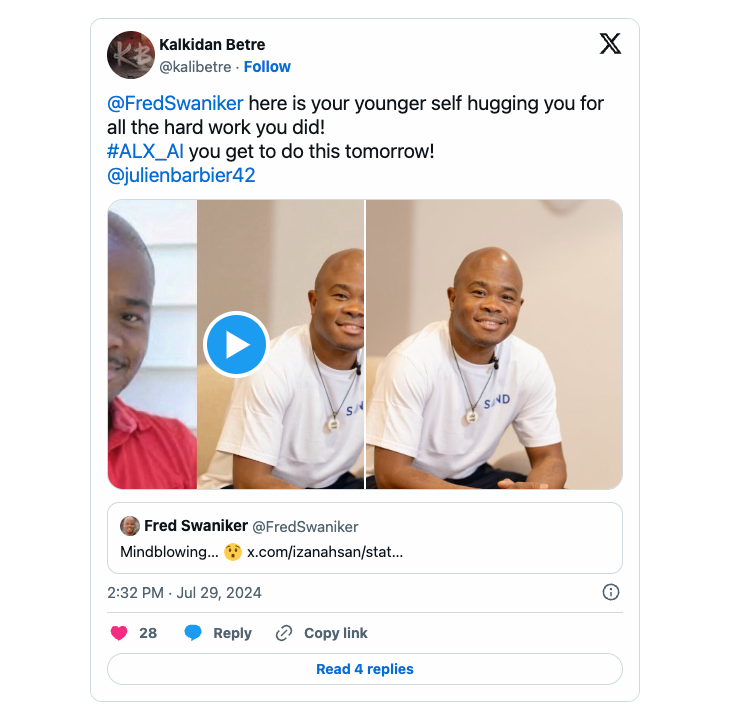 KB
Kalkidan Betre
@kalibetre · Follow
@FredSwaniker here is your younger self hugging you for
all the hard work you did!
#ALX_AI you get to do this tomorrow!
@julienbarbier42
SAND
Fred Swaniker @FredSwaniker
Mindblowing... 😯 x.com/izanahsan/stat...
2:32 PM · Jul 29, 2024
28 Reply Copy link
Read 4 replies